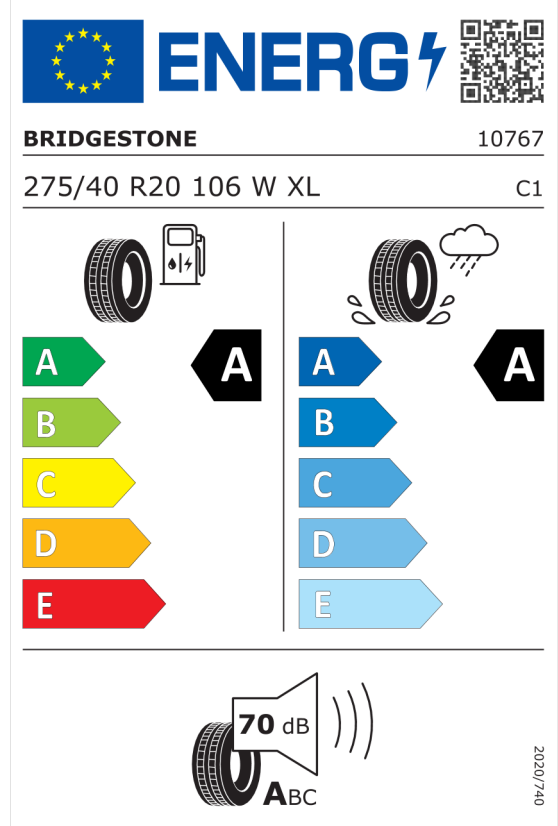 ENERG
BRIDGESTONE 10767
275/40 R20 106 W XL C1
A A
B
C
D
E
A A
B
C
D
E
70 dB
ABC
2020/740